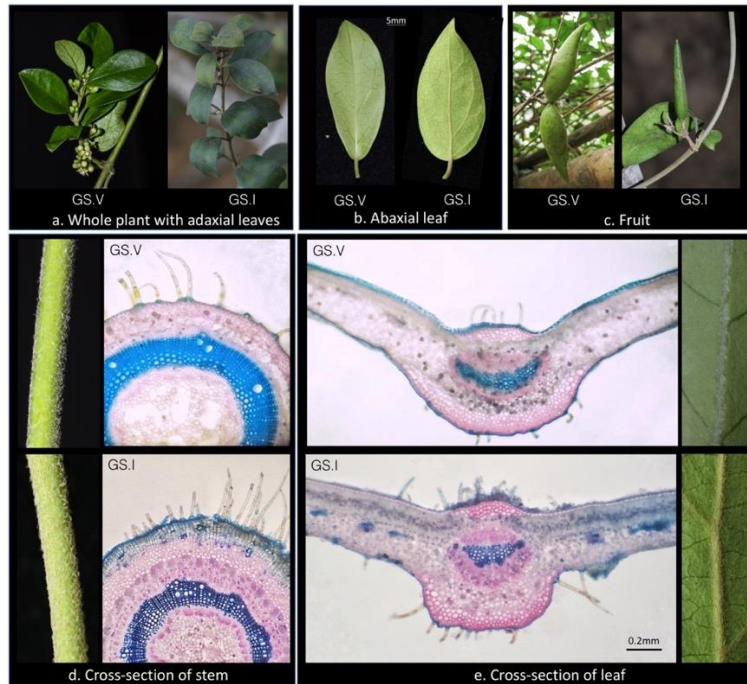 5mm
GS.V
GS.I
a. Whole plant with adaxial leaves
GS.V
GS.I
b. Abaxial leaf
GS.V
GS.I
c. Fruit
GS.V
GS.V
GS.I
GS.I
0.2mm
d. Cross-section of stem
e. Cross-section of leaf